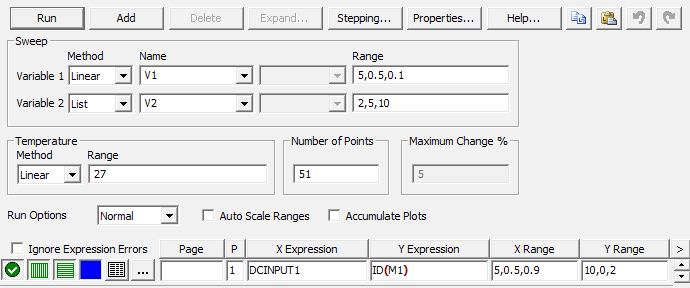 Run Add Delete Expand... Stepping... Properties... Help...
Sweep
Method Name Range
Variable 1 Linear V1 5,0.5,0.1
Variable 2 List V2 2,5,10
Temperature Number of Points Maximum Change %
Method Range
Linear 27 51 5
Run Options Normal Auto Scale Ranges Accumulate Plots
Ignore Expression Errors Page P X Expression Y Expression X Range Y Range >
... 1 DCINPUT1 ID(M1) 5,0.5,0.9 10,0,2